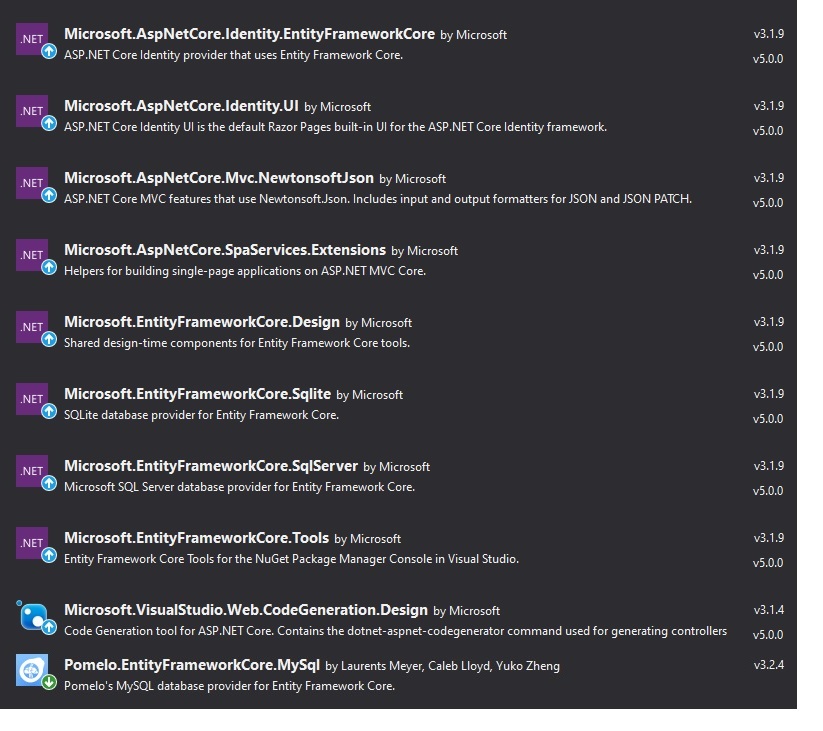 .NET Microsoft.AspNetCore.Identity.EntityFrameworkCore by Microsoft v3.1.9
ASP.NET Core Identity provider that uses Entity Framework Core. v5.0.0
.NET Microsoft.AspNetCore.Identity.UI by Microsoft v3.1.9
ASP.NET Core Identity UI is the default Razor Pages built-in UI for the ASP.NET Core Identity framework. v5.0.0
.NET Microsoft.AspNetCore.Mvc.NewtonsoftJson by Microsoft v3.1.9
ASP.NET Core MVC features that use Newtonsoft.Json. Includes input and output formatters for JSON and JSON PATCH. v5.0.0
.NET Microsoft.AspNetCore.SpaServices.Extensions by Microsoft v3.1.9
Helpers for building single-page applications on ASP.NET MVC Core. v5.0.0
.NET Microsoft.EntityFrameworkCore.Design by Microsoft v3.1.9
Shared design-time components for Entity Framework Core tools. v5.0.0
.NET Microsoft.EntityFrameworkCore.Sqlite by Microsoft v3.1.9
SQLite database provider for Entity Framework Core. v5.0.0
.NET Microsoft.EntityFrameworkCore.SqlServer by Microsoft v3.1.9
Microsoft SQL Server database provider for Entity Framework Core. v5.0.0
.NET Microsoft.EntityFrameworkCore.Tools by Microsoft v3.1.9
Entity Framework Core Tools for the NuGet Package Manager Console in Visual Studio. v5.0.0
Microsoft.VisualStudio.Web.CodeGeneration.Design by Microsoft v3.1.4
Code Generation tool for ASP.NET Core. Contains the dotnet-aspnet-codegenerator command used for generating controllers v5.0.0
Pomelo.EntityFrameworkCore.MySql by Laurents Meyer, Caleb Lloyd, Yuko Zheng v3.2.4
Pomelo's MySQL database provider for Entity Framework Core.